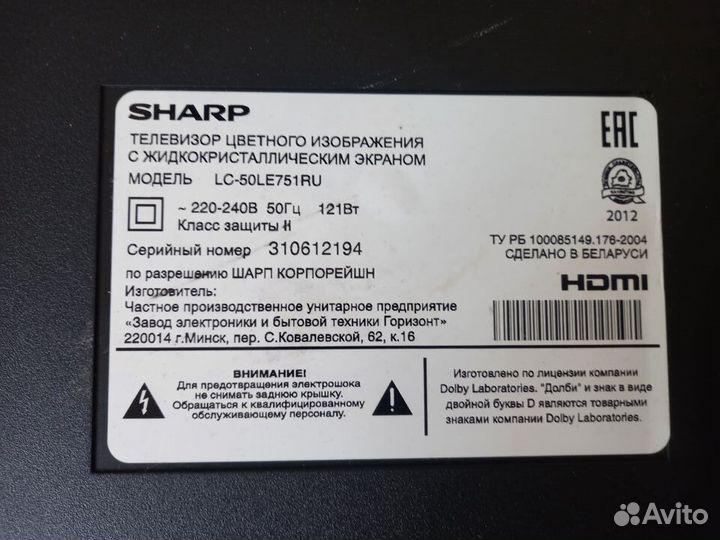 SHARP
ТЕЛЕВИЗОР ЦВЕТНОГО ИЗОБРАЖЕНИЯ
С ЖИДКОКРИСТАЛЛИЧЕСКИМ ЭКРАНОМ
МОДЕЛЬ LC-50LE751RU
~ 220-240В 50Гц 121Вт
Класс защиты II
Серийный номер 310612194
по разрешению ШАРП КОРПОРЕЙШН
Изготовитель:
Частное производственное унитарное предприятие
«Завод электроники и бытовой техники Горизонт»
220014 г.Минск, пер. С.Ковалевской, 62, к.16
EAC
2012
ТУ РБ 100085149.176-2004
СДЕЛАНО В БЕЛАРУСИ
HDMI
ВНИМАНИЕ!
Для предотвращения электрошока
не снимать заднюю крышку.
Обращаться к квалифицированному
обслуживающему персоналу.
Изготовлено по лицензии компании
Dolby Laboratories. "Долби" и знак в виде
двойной буквы D являются товарными
знаками компании Dolby Laboratories.
Avito